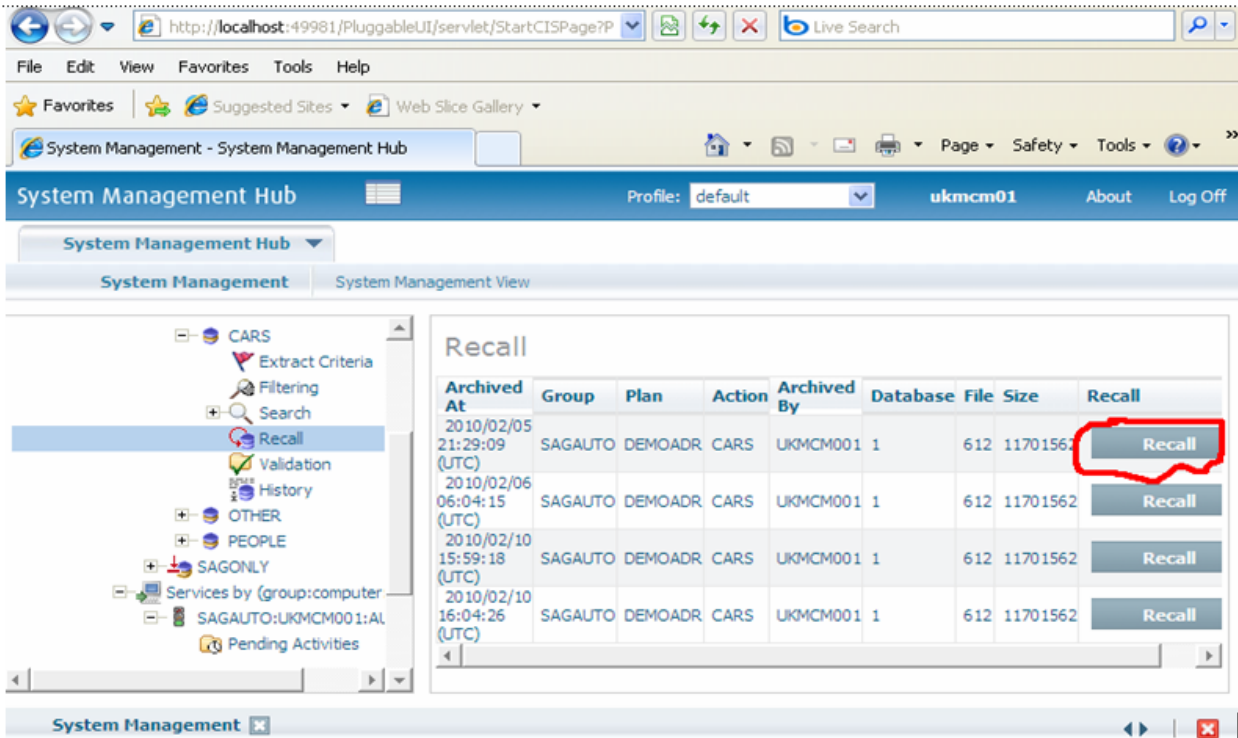 http://localhost:49981/PluggableUI/servlet/StartCISPage?P
Live Search
File Edit View Favorites Tools Help
Favorites Suggested Sites Web Slice Gallery
System Management - System Management Hub
Page Safety Tools »
System Management Hub Profile: default ukmcm01 About Log Off
System Management Hub
System Management System Management View
CARS
Extract Criteria
Filtering
Search
Recall
Validation
History
OTHER
PEOPLE
SAGONLY
Services by (group:computer
SAGAUTO:UKMCM001:AU
Pending Activities
Recall
Archived At Group Plan Action Archived By Database File Size Recall
2010/02/05 21:29:09 (UTC) SAGAUTO DEMOADR CARS UKMCM001 1 612 11701562 Recall
2010/02/06 06:04:15 (UTC) SAGAUTO DEMOADR CARS UKMCM001 1 612 11701562 Recall
2010/02/10 15:59:18 (UTC) SAGAUTO DEMOADR CARS UKMCM001 1 612 11701562 Recall
2010/02/10 16:04:26 (UTC) SAGAUTO DEMOADR CARS UKMCM001 1 612 11701562 Recall
System Management